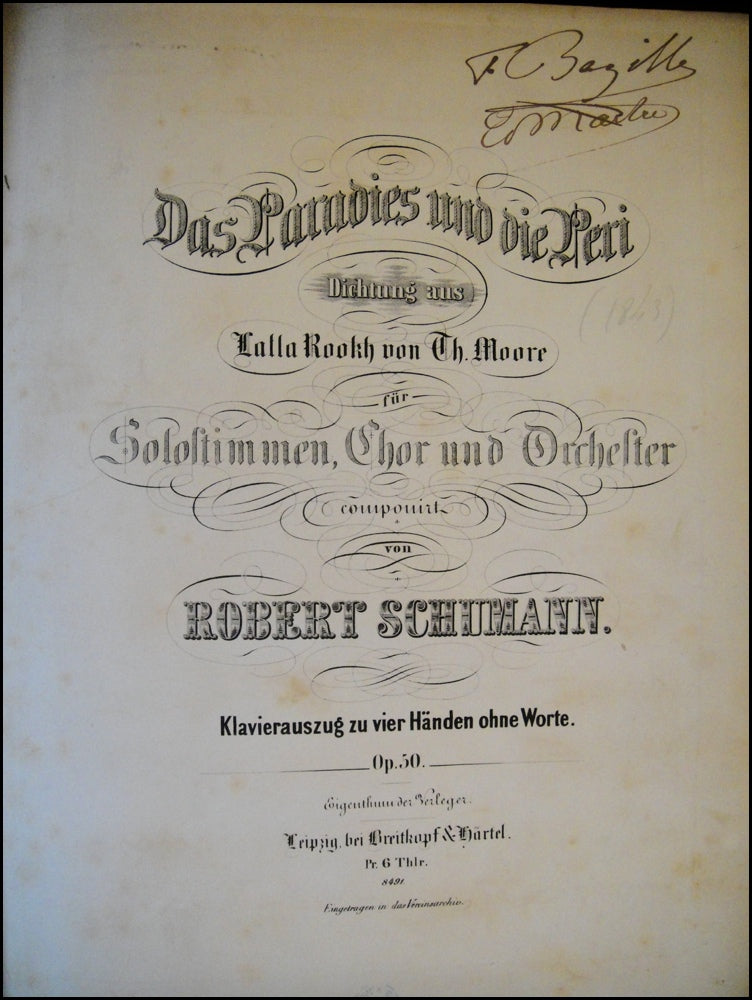 F Bazille
Ed Maître
Das Paradies und die Peri
Dichtung aus
(1843)
Lalla Rookh von Th. Moore
für
Solostimmen, Chor und Orchester
componirt
von
ROBERT SCHUMANN.
Klavierauszug zu vier Händen ohne Worte.
Op. 50.
Eigenthum der Verleger.
Leipzig, bei Breitkopf & Härtel.
Pr. 6 Thlr.
8491.
Eingetragen in das Vereinsarchiv.